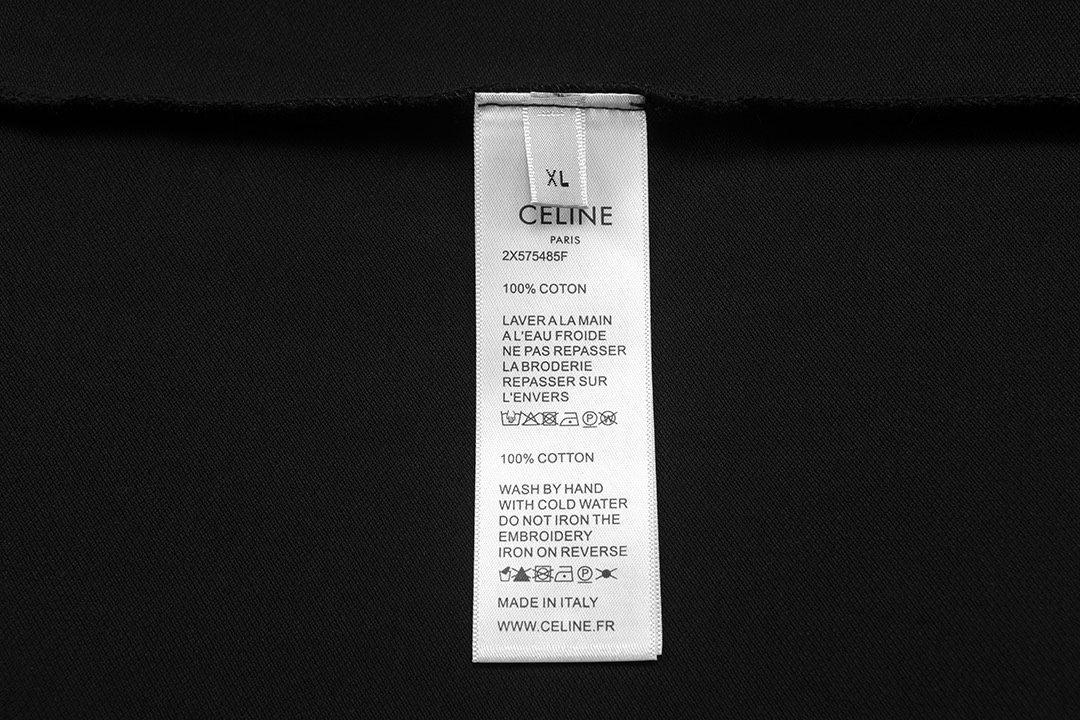 XL
CELINE
PARIS
2X575485F
100% COTON
LAVER A LA MAIN
A L'EAU FROIDE
NE PAS REPASSER
LA BRODERIE
REPASSER SUR
L'ENVERS
P W
100% COTTON
WASH BY HAND
WITH COLD WATER
DO NOT IRON THE
EMBROIDERY
IRON ON REVERSE
P
MADE IN ITALY
WWW.CELINE.FR